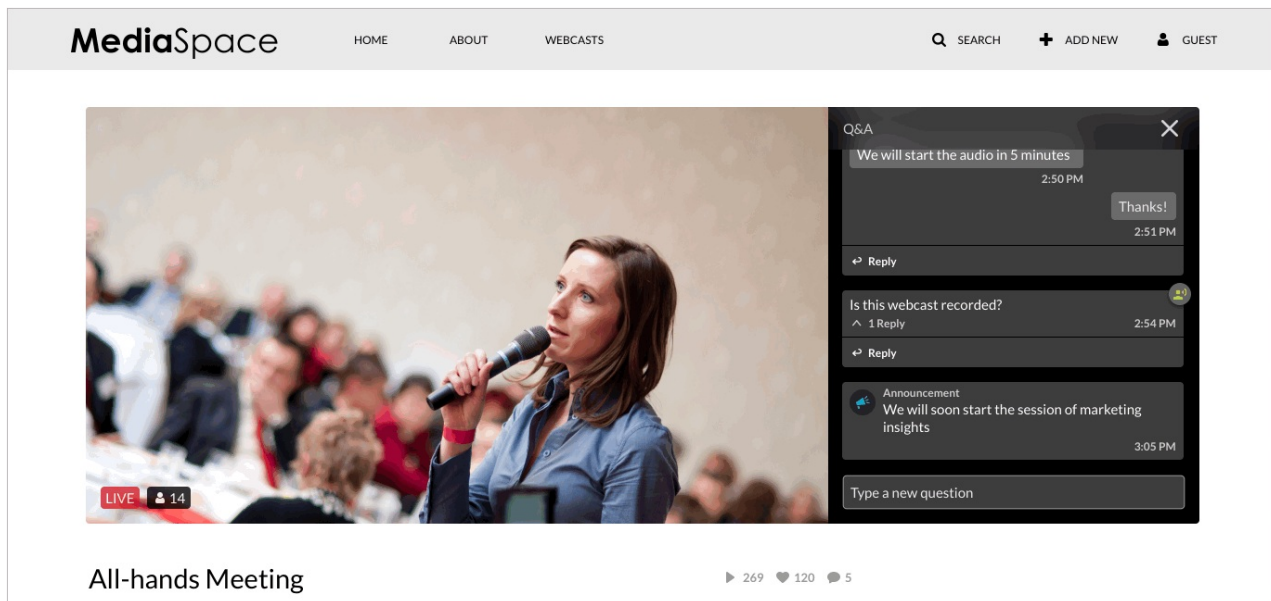 MediaSpace HOME ABOUT WEBCASTS SEARCH ADD NEW GUEST
Q&A
We will start the audio in 5 minutes
2:50 PM
Thanks!
2:51 PM
Reply
Is this webcast recorded?
1 Reply 2:54 PM
Reply
Announcement
We will soon start the session of marketing
insights
3:05 PM
Type a new question
LIVE 14
All-hands Meeting 269 120 5